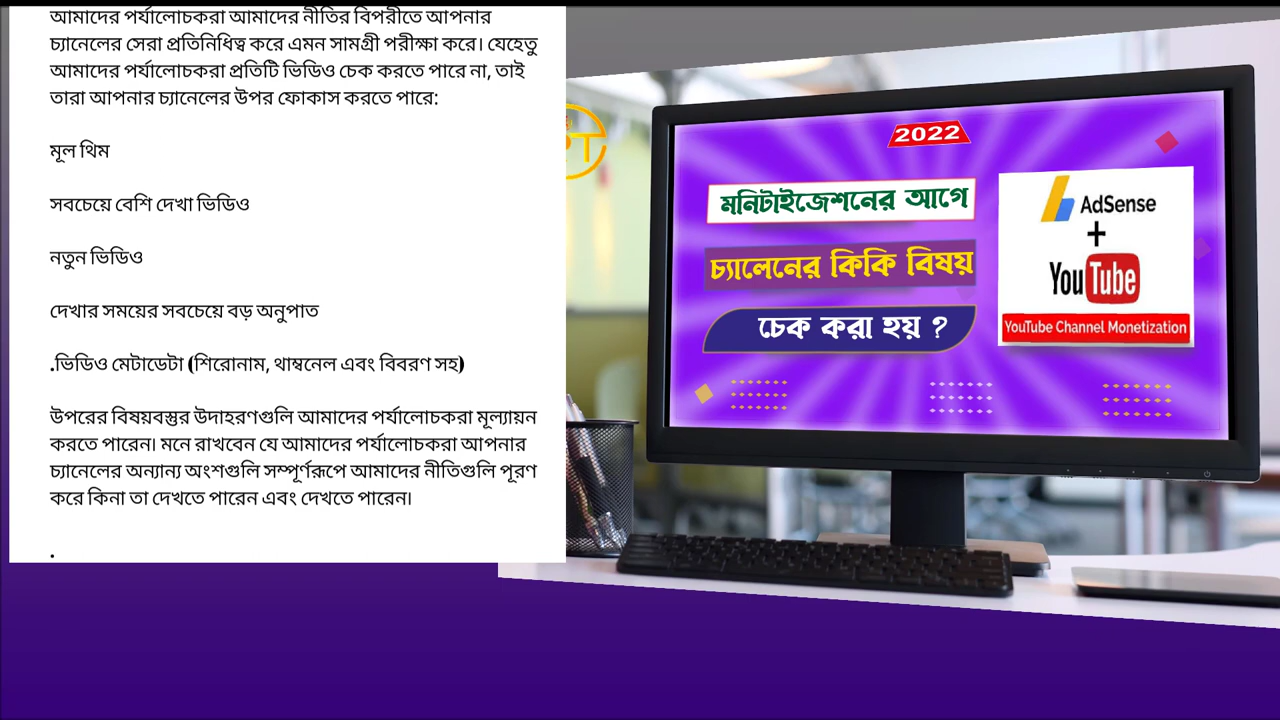 আমাদের পর্যালোচকরা আমাদের নীতির বিপরীতে আপনার
চ্যানেলের সেরা প্রতিনিধিত্ব করে এমন সামগ্রী পরীক্ষা করে। যেহেতু
আমাদের পর্যালোচকরা প্রতিটি ভিডিও চেক করতে পারে না, তাই
তারা আপনার চ্যানেলের উপর ফোকাস করতে পারে:
মূল থিম
সবচেয়ে বেশি দেখা ভিডিও
নতুন ভিডিও
দেখার সময়ের সবচেয়ে বড় অনুপাত
.ভিডিও মেটাডেটা (শিরোনাম, থাম্বনেল এবং বিবরণ সহ)
উপরের বিষয়বস্তুর উদাহরণগুলি আমাদের পর্যালোচকরা মূল্যায়ন
করতে পারেন। মনে রাখবেন যে আমাদের পর্যালোচকরা আপনার
চ্যানেলের অন্যান্য অংশগুলি সম্পূর্ণরূপে আমাদের নীতিগুলি পূরণ
করে কিনা তা দেখতে পারেন এবং দেখতে পারেন।
.
2022
মনিটাইজেশনের আগে
চ্যালেনের কিকি বিষয়
চেক করা হয় ?
AdSense
+
YouTube
YouTube Channel Monetization